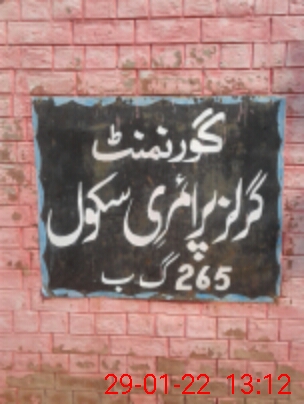 گورنمنٹ
گرلز پرائمری سکول
265 گ ب
29-01-22 13:12